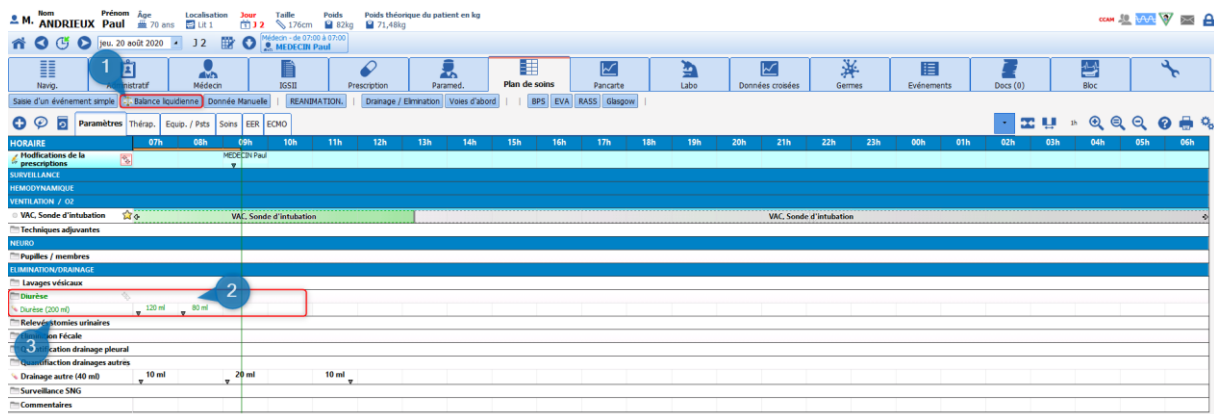 Nom Prénom Âge Localisation Jour Taille Poids Poids théorique du patient en kg
M. ANDRIEUX Paul 70 ans Lit 1 J 2 176cm 82kg 71,48kg
CCAM
jeu. 20 août 2020 J 2 Médecin - de 07:00 à 07:00
MEDECIN Paul
1
Navig. Médecin IGSII Prescription Paramed. Plan de soins Pancarte Labo Données croisées Germes Evénements Docs (0) Bloc
Saisie d'un événement simple Balance liquidienne Donnée Manuelle REANIMATION. Drainage / Elimination Voies d'abord BPS EVA RASS Glasgow
Paramètres Thérap. Equip. / Psts Soins EER ECMO 1h
HORAIRE 07h 08h 09h 10h 11h 12h 13h 14h 15h 16h 17h 18h 19h 20h 21h 22h 23h 00h 01h 02h 03h 04h 05h 06h
Modfications de la prescriptions MEDECIN Paul
SURVEILLANCE
HEMODYNAMIQUE
VENTILATION / O2
VAC, Sonde d'intubation VAC, Sonde d'intubation VAC, Sonde d'intubation
Techniques adjuvantes
NEURO
Pupilles / membres
ELIMINATION/DRAINAGE
Lavages vésicaux
2
Diurèse
Diurèse (200 ml) 120 ml 80 ml
Relevés stomies urinaires
3
Fécale
drainage pleural
drainages autres
Drainage autre (40 ml) 10 ml 20 ml 10 ml
Surveillance SNG
Commentaires